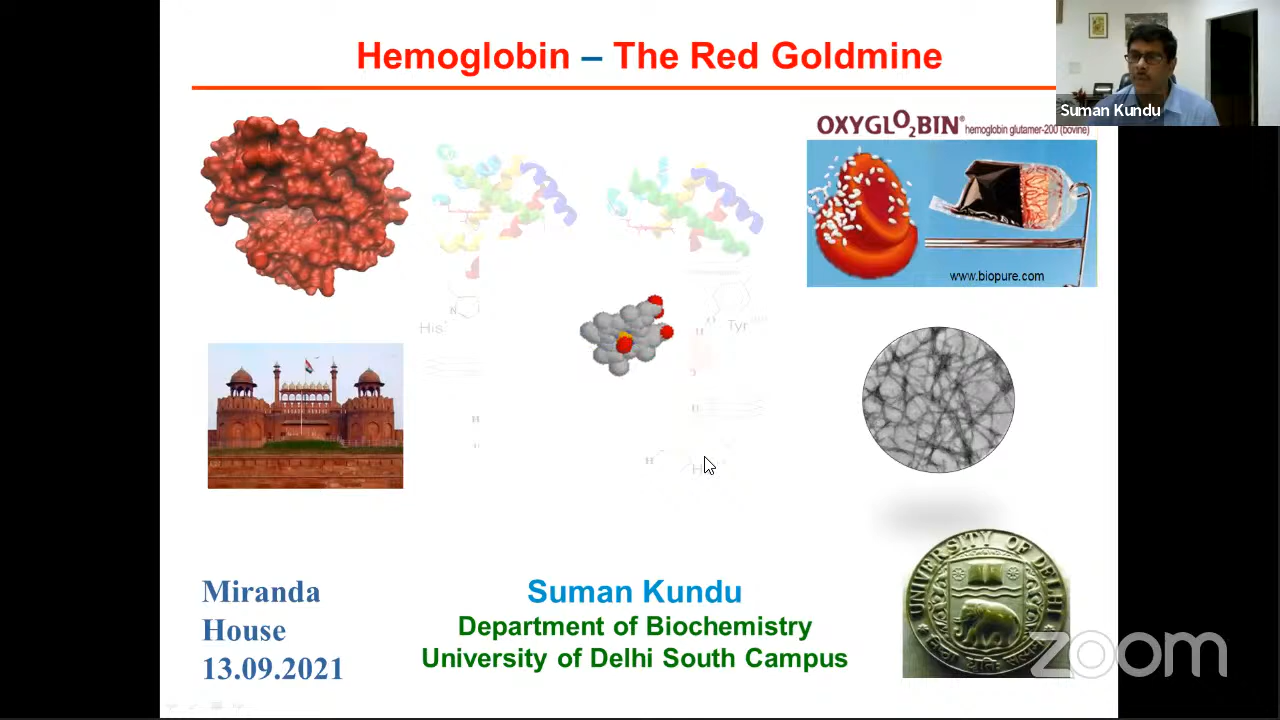 Hemoglobin – The Red Goldmine
Suman Kundu
OXYGLO₂BIN® hemoglobin glutamer-200 (bovine)
www.biopure.com
N
His
O
Tyr
H
O
H
H
H
Miranda
House
13.09.2021
Suman Kundu
Department of Biochemistry
University of Delhi South Campus
UNIVERSITY OF DELHI
zoom